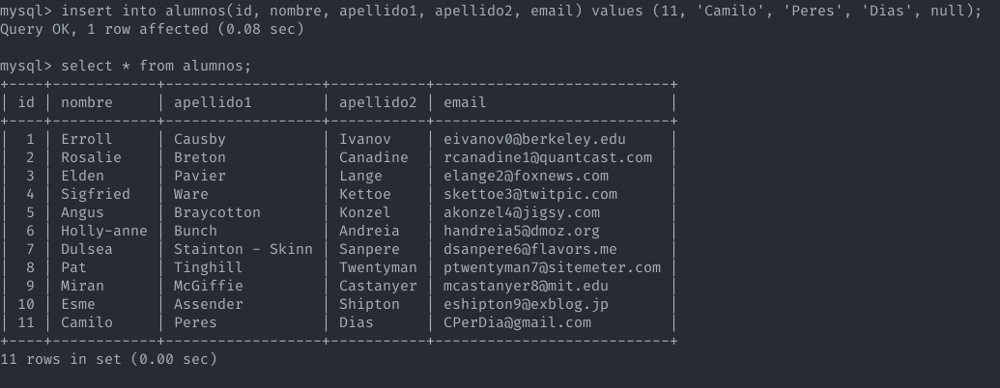 mysql> insert into alumnos(id, nombre, apellido1, apellido2, email) values (11, 'Camilo', 'Peres', 'Dias', null);
Query OK, 1 row affected (0.08 sec)

mysql> select * from alumnos;
+----+------------+------------------+-----------+--------------------------+
| id | nombre     | apellido1        | apellido2 | email                    |
+----+------------+------------------+-----------+--------------------------+
|  1 | Erroll     | Causby           | Ivanov    | eivanov0@berkeley.edu    |
|  2 | Rosalie    | Breton           | Canadine  | rcanadine1@quantcast.com |
|  3 | Elden      | Pavier           | Lange     | elange2@foxnews.com      |
|  4 | Sigfried   | Ware             | Kettoe    | skettoe3@twitpic.com     |
|  5 | Angus      | Braycotton       | Konzel    | akonzel4@jigsy.com       |
|  6 | Holly-anne | Bunch            | Andreia   | handreia5@dmoz.org       |
|  7 | Dulsea     | Stainton - Skinn | Sanpere   | dsanpere6@flavors.me     |
|  8 | Pat        | Tinghill         | Twentyman | ptwentyman7@sitemeter.com |
|  9 | Miran      | McGiffie         | Castanyer | mcastanyer8@mit.edu      |
| 10 | Esme       | Assender         | Shipton   | eshipton9@exblog.jp      |
| 11 | Camilo     | Peres            | Dias      | CPerDia@gmail.com        |
+----+------------+------------------+-----------+--------------------------+
11 rows in set (0.00 sec)